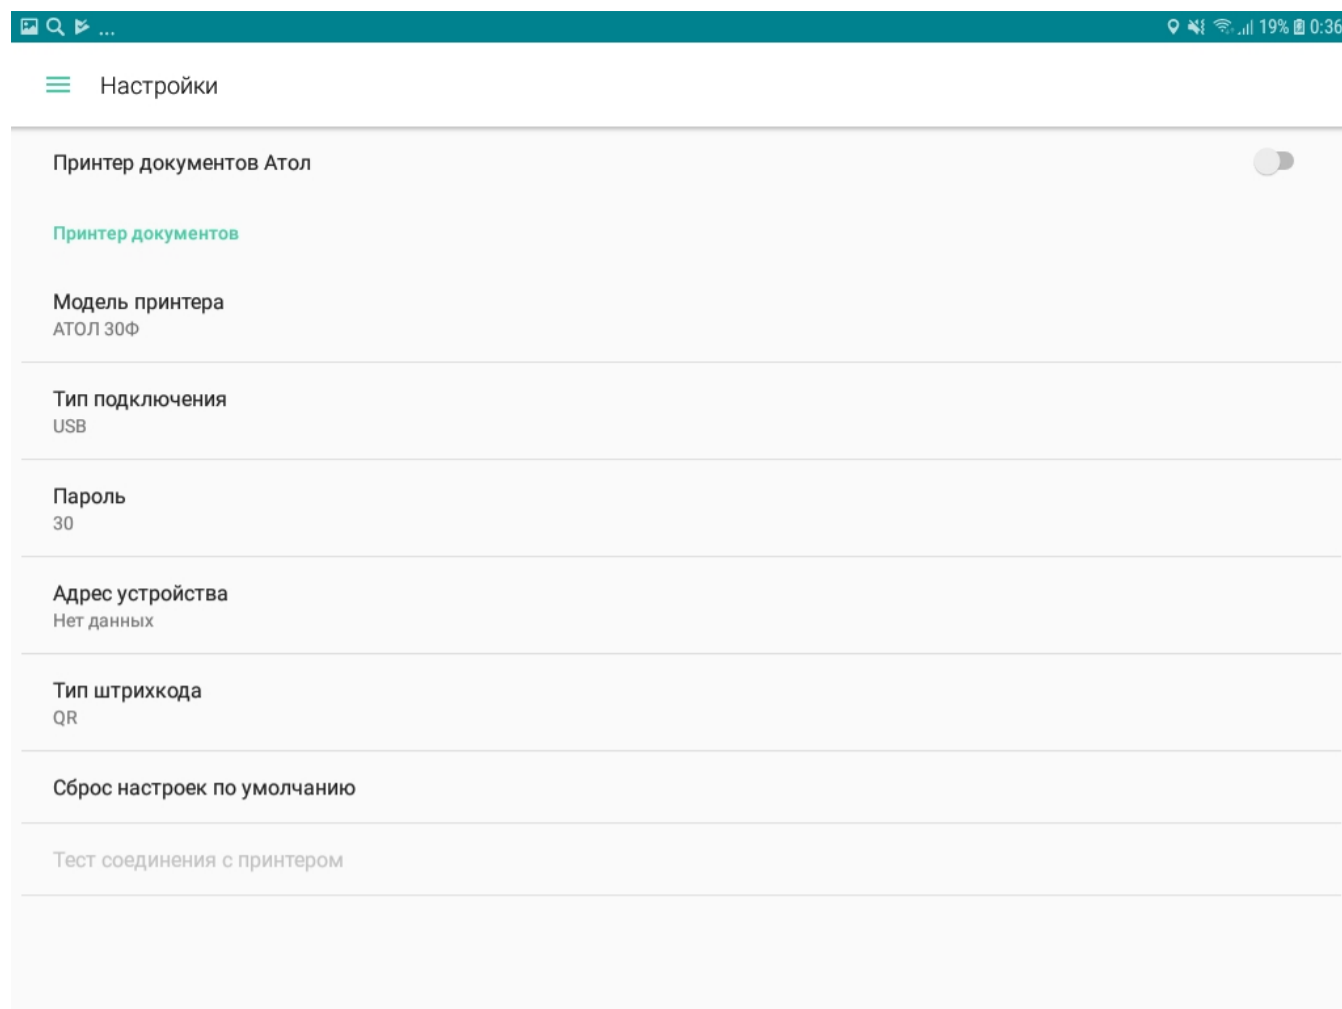 ... 19% 0:36
Настройки
Принтер документов Атол
Принтер документов
Модель принтера
АТОЛ 30Ф
Тип подключения
USB
Пароль
30
Адрес устройства
Нет данных
Тип штрихкода
QR
Сброс настроек по умолчанию
Тест соединения с принтером